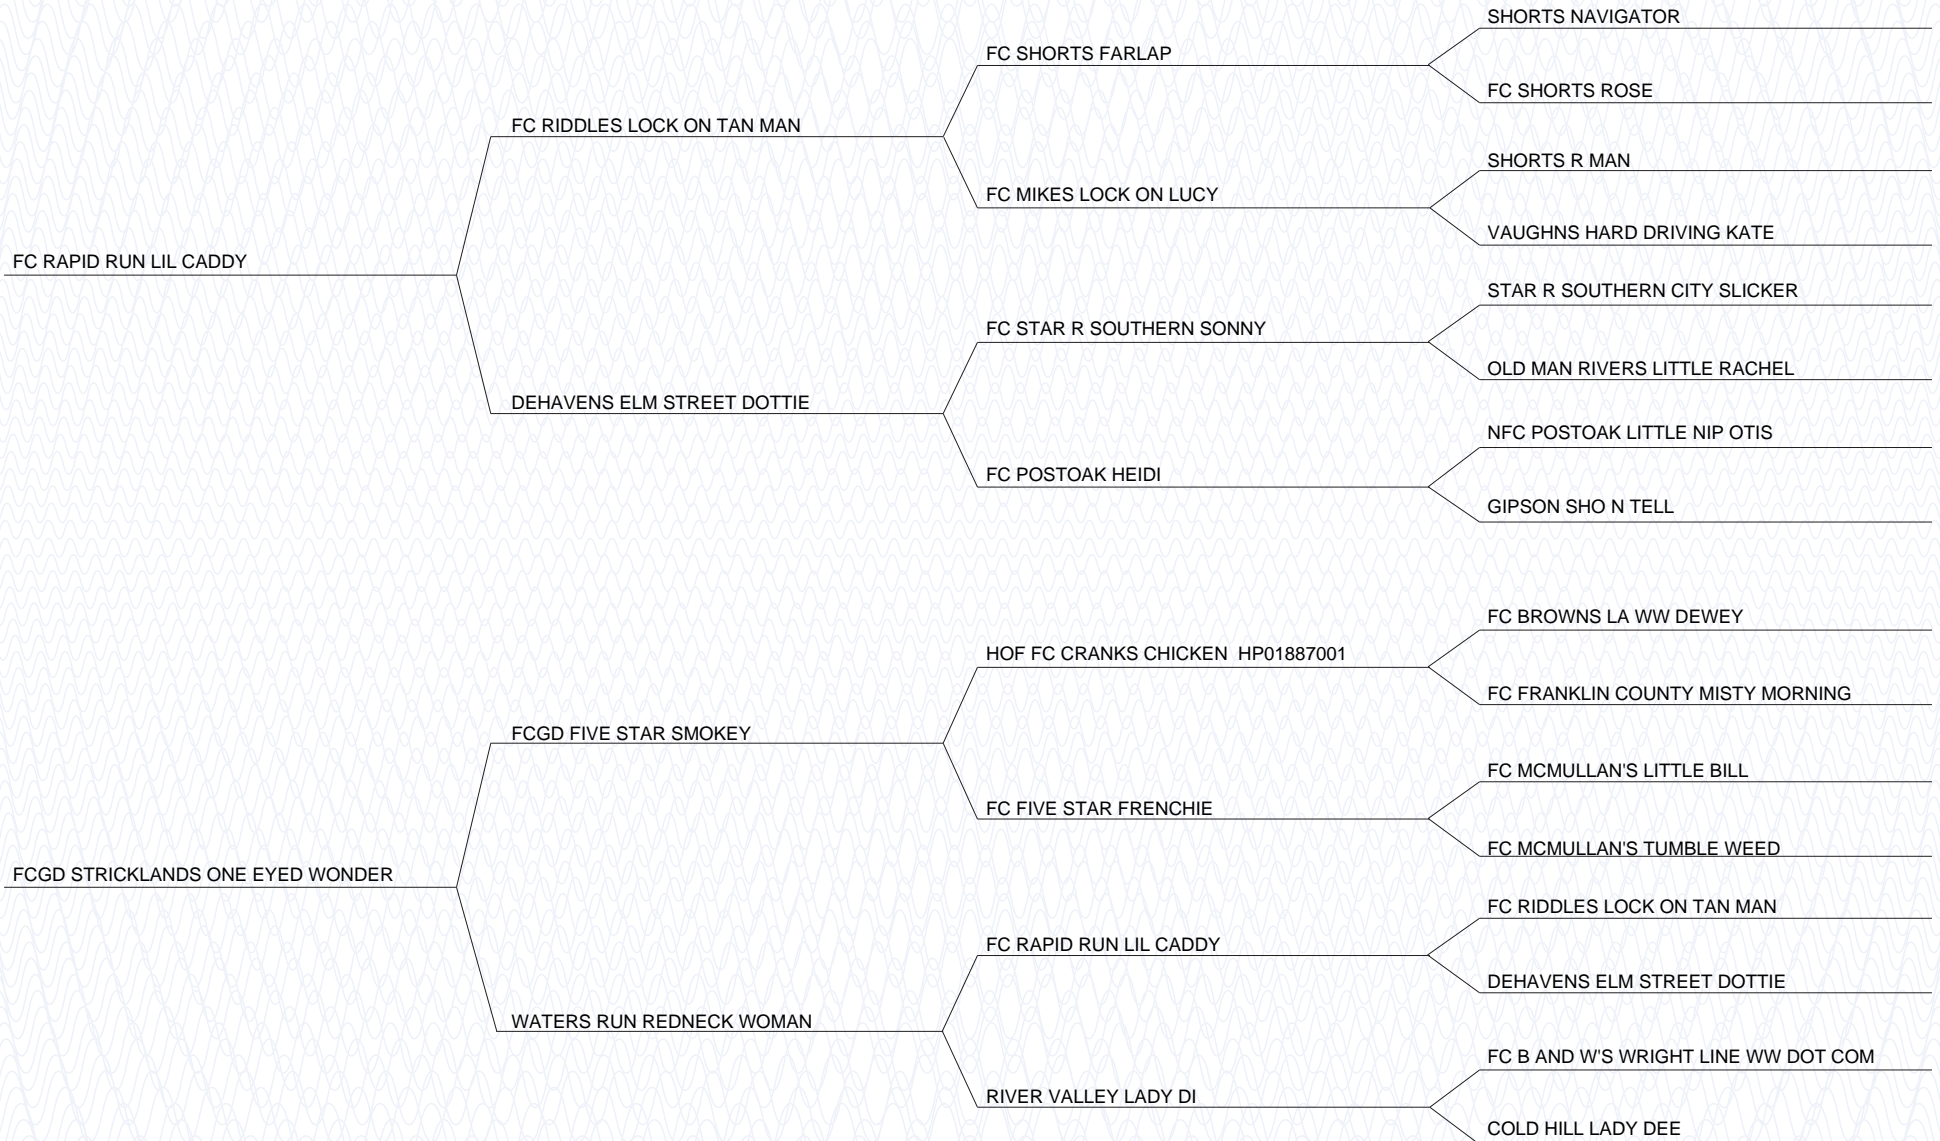 SHORTS NAVIGATOR
FC SHORTS FARLAP
FC SHORTS ROSE
FC RIDDLES LOCK ON TAN MAN
SHORTS R MAN
FC MIKES LOCK ON LUCY
VAUGHNS HARD DRIVING KATE
FC RAPID RUN LIL CADDY
STAR R SOUTHERN CITY SLICKER
FC STAR R SOUTHERN SONNY
OLD MAN RIVERS LITTLE RACHEL
DEHAVENS ELM STREET DOTTIE
NFC POSTOAK LITTLE NIP OTIS
FC POSTOAK HEIDI
GIPSON SHO N TELL
FC BROWNS LA WW DEWEY
HOF FC CRANKS CHICKEN  HP01887001
FC FRANKLIN COUNTY MISTY MORNING
FCGD FIVE STAR SMOKEY
FC MCMULLAN'S LITTLE BILL
FC FIVE STAR FRENCHIE
FC MCMULLAN'S TUMBLE WEED
FCGD STRICKLANDS ONE EYED WONDER
FC RIDDLES LOCK ON TAN MAN
FC RAPID RUN LIL CADDY
DEHAVENS ELM STREET DOTTIE
WATERS RUN REDNECK WOMAN
FC B AND W'S WRIGHT LINE WW DOT COM
RIVER VALLEY LADY DI
COLD HILL LADY DEE